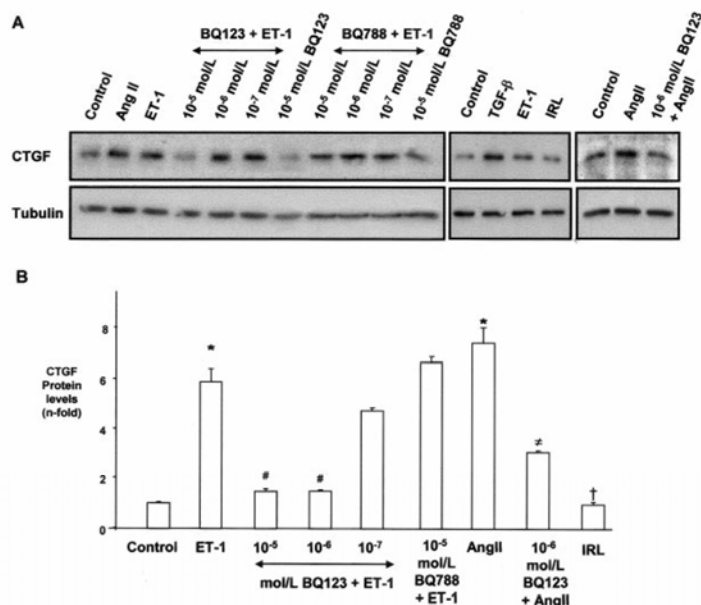 A
BQ123 + ET-1
BQ788 + ET-1
Control
Ang II
ET-1
10-5 mol/L
10-6 mol/L
10-7 mol/L
10-5 mol/L BQ123
10-5 mol/L
10-6 mol/L
10-7 mol/L
10-5 mol/L BQ788
Control
TGF-β
ET-1
IRL
Control
AngII
10-6 mol/L BQ123
+ AngII
CTGF
Tubulin
B
CTGF
Protein
levels
(n-fold)
8
6
4
2
0
*
#
#
*
≠
†
Control
ET-1
10-5
10-6
10-7
mol/L BQ123 + ET-1
10-5
mol/L
BQ788
+ ET-1
AngII
10-6
mol/L
BQ123
+ AngII
IRL